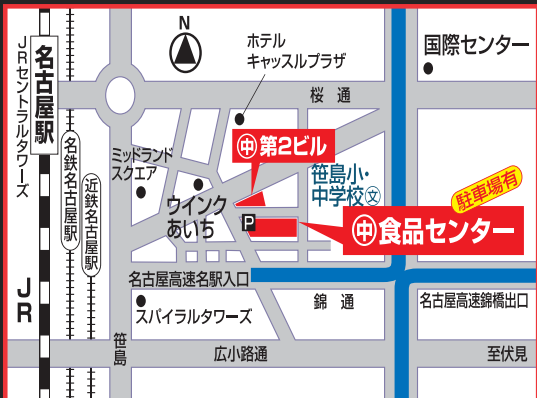 N
ホテル
キャッスルプラザ
国際センター
JRセントラルタワーズ
名古屋駅
桜通
㊥第2ビル
ミッドランド
スクエア
笹島小・
中学校文
駐車場有
名鉄名古屋駅
近鉄名古屋駅
ウインク
あいち
P
㊥食品センター
名古屋高速名駅入口
JR
スパイラルタワーズ
錦通
名古屋高速錦橋出口
笹島
広小路通
至伏見